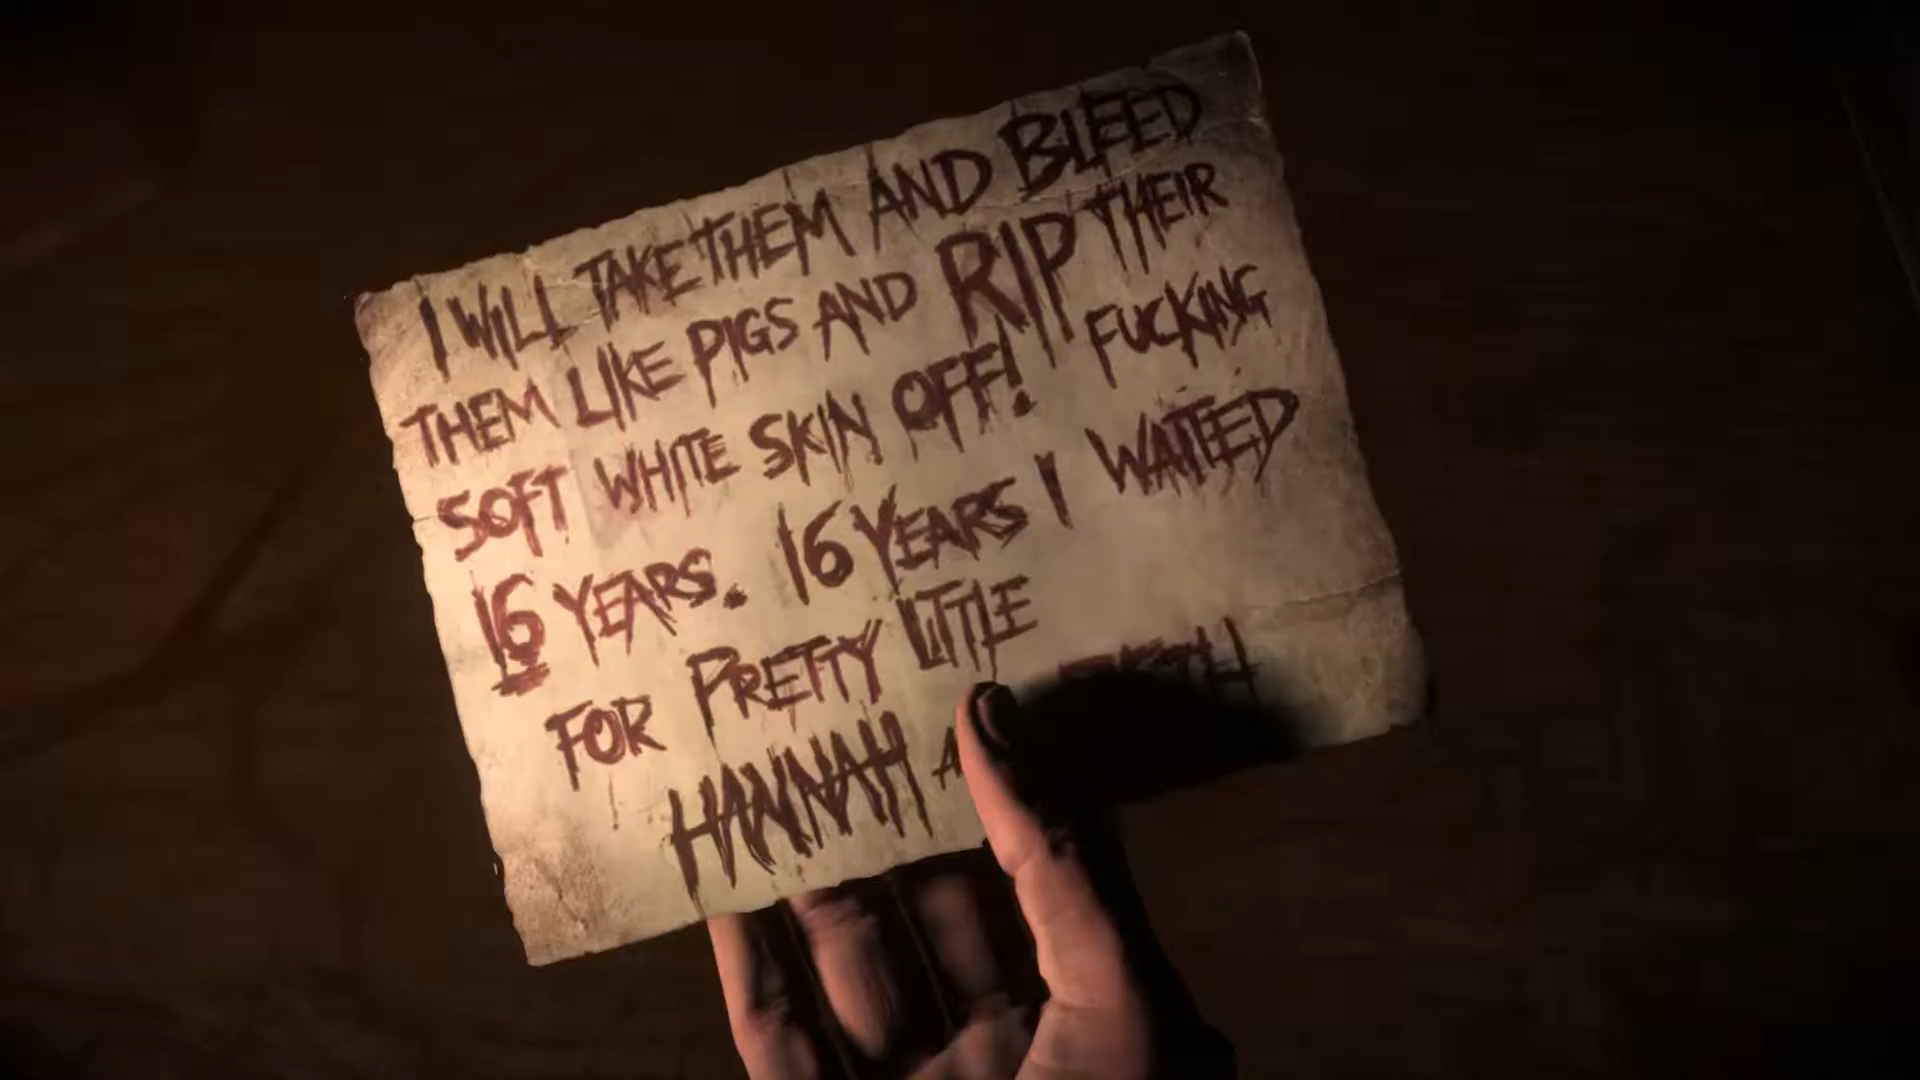 I WILL TAKE THEM AND BLEED
THEM LIKE PIGS AND RIP THEIR
SOFT WHITE SKIN OFF! FUCKING
16 YEARS. 16 YEARS I WAITED
FOR PRETTY LITTLE
HANNAH